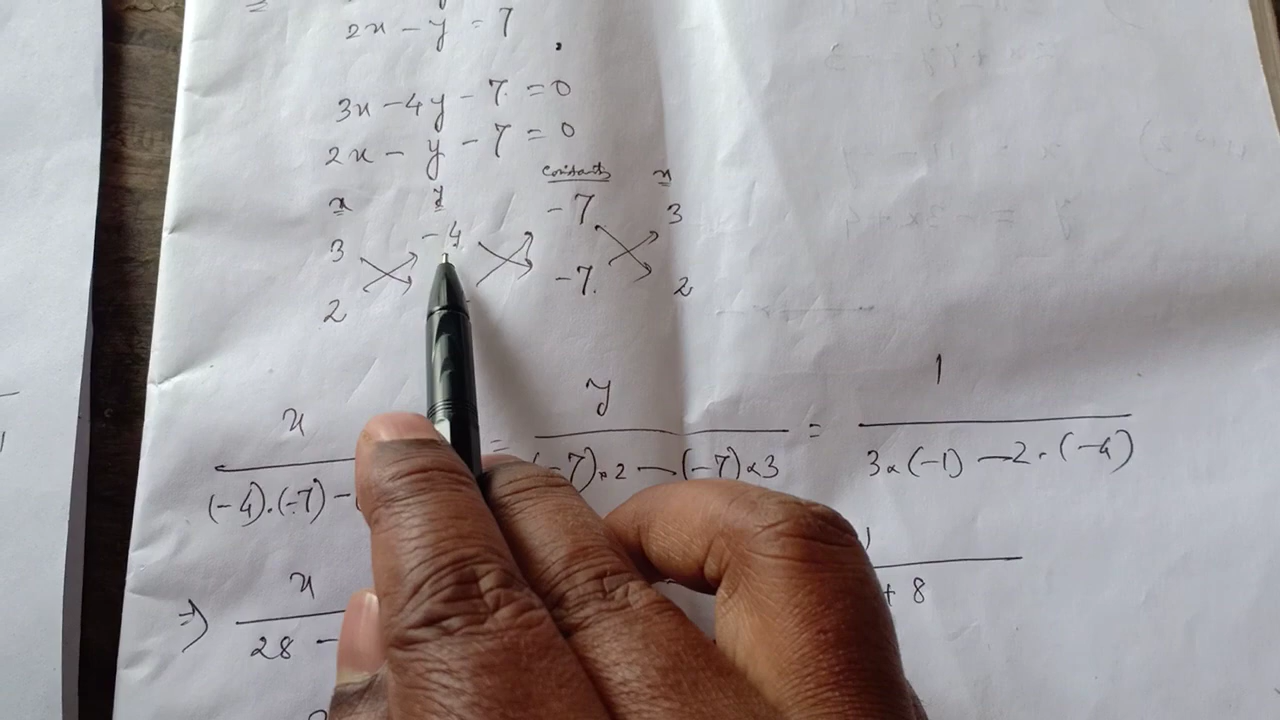 2x - y = 7
3x - 4y - 7 = 0
2x - y - 7 = 0
x y constants x
3 -4 -7 3
2 -7 2
x y 1
(-4).(-7) - = (-7)×2 - (-7)×3 = 3×(-1) - 2.(-4)
⇒ x
28 - + 8